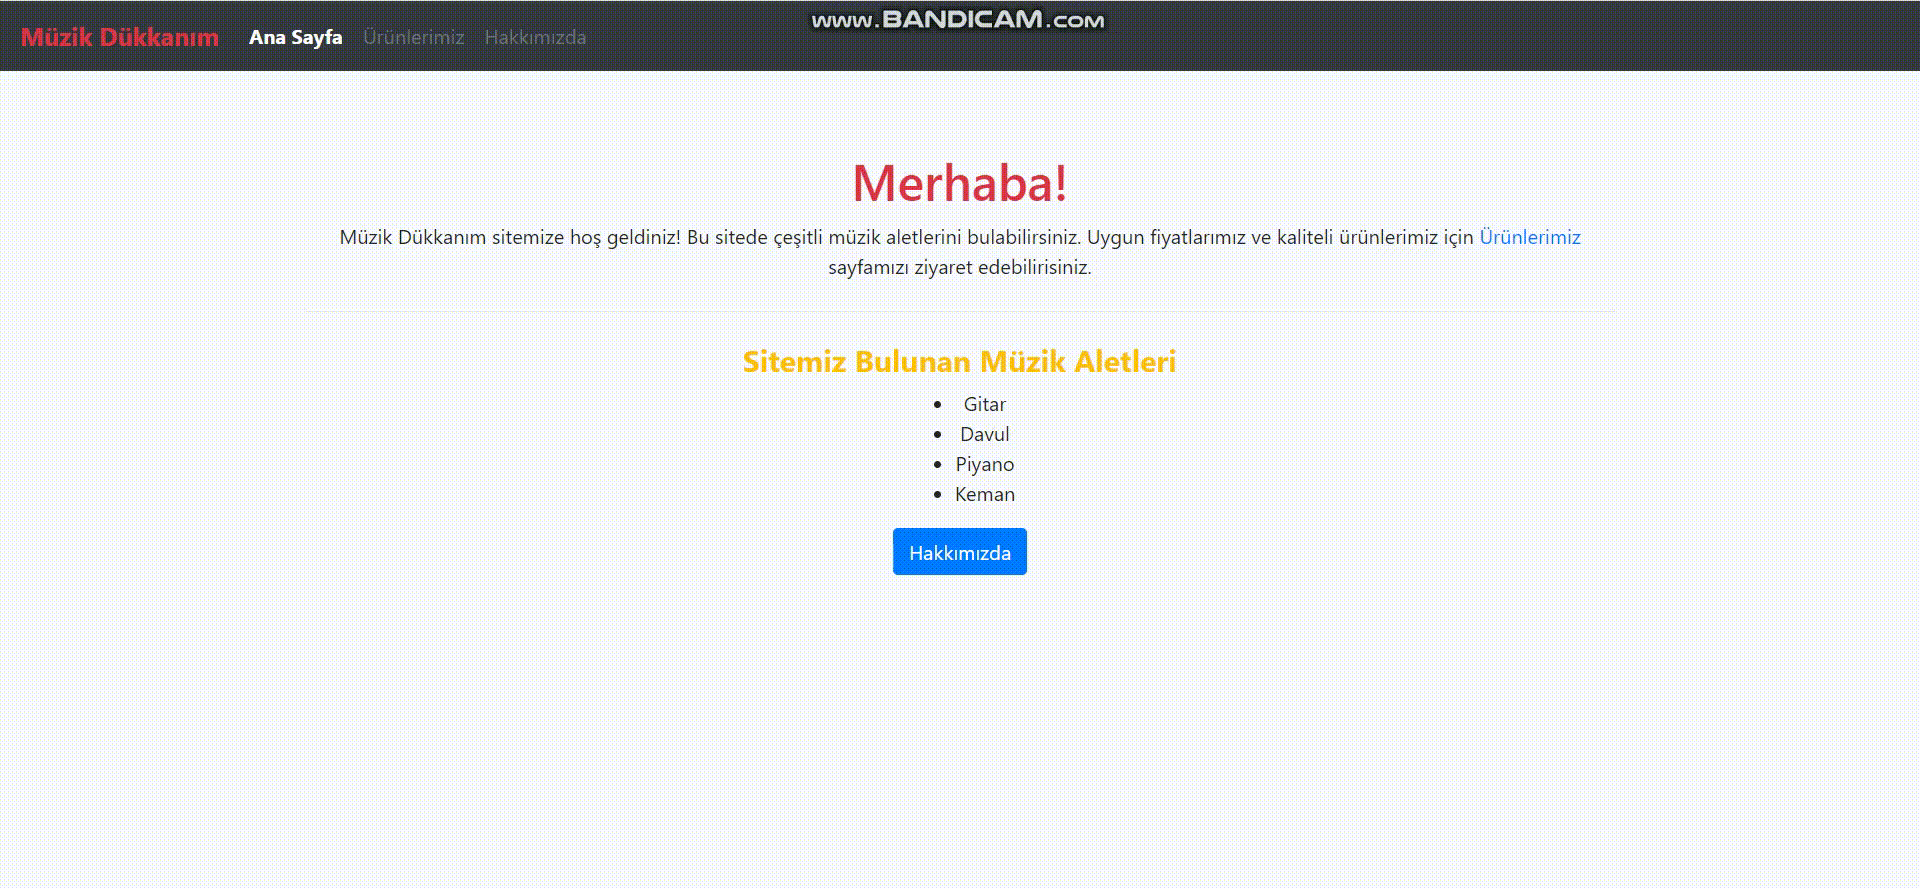 www.BANDICAM.com
Müzik Dükkanım Ana Sayfa Ürünlerimiz Hakkımızda
Merhaba!
Müzik Dükkanım sitemize hoş geldiniz! Bu sitede çeşitli müzik aletlerini bulabilirsiniz. Uygun fiyatlarımız ve kaliteli ürünlerimiz için Ürünlerimiz
sayfamızı ziyaret edebilirisiniz.
Sitemiz Bulunan Müzik Aletleri
• Gitar
• Davul
• Piyano
• Keman
Hakkımızda